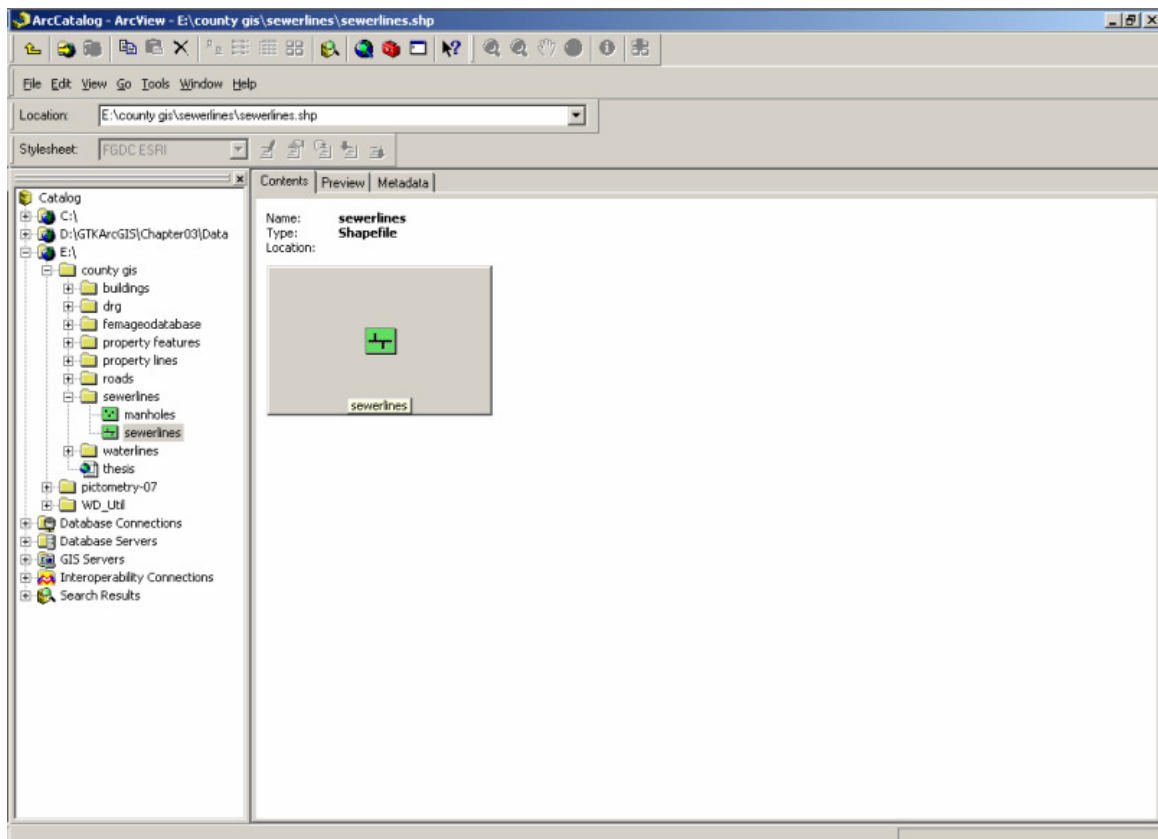 ArcCatalog - ArcView - E:\county gis\sewerlines\sewerlines.shp
File Edit View Go Tools Window Help
Location: E:\county gis\sewerlines\sewerlines.shp
Stylesheet: FGDC ESRI
Contents Preview Metadata
Catalog
C:\
D:\GTKArcGIS\Chapter03\Data
E:\
county gis
buildings
drg
femageodatabase
property features
property lines
roads
sewerlines
manholes
sewerlines
waterlines
thesis
pictometry-07
WD_Util
Database Connections
Database Servers
GIS Servers
Interoperability Connections
Search Results
Name: sewerlines
Type: Shapefile
Location:
sewerlines